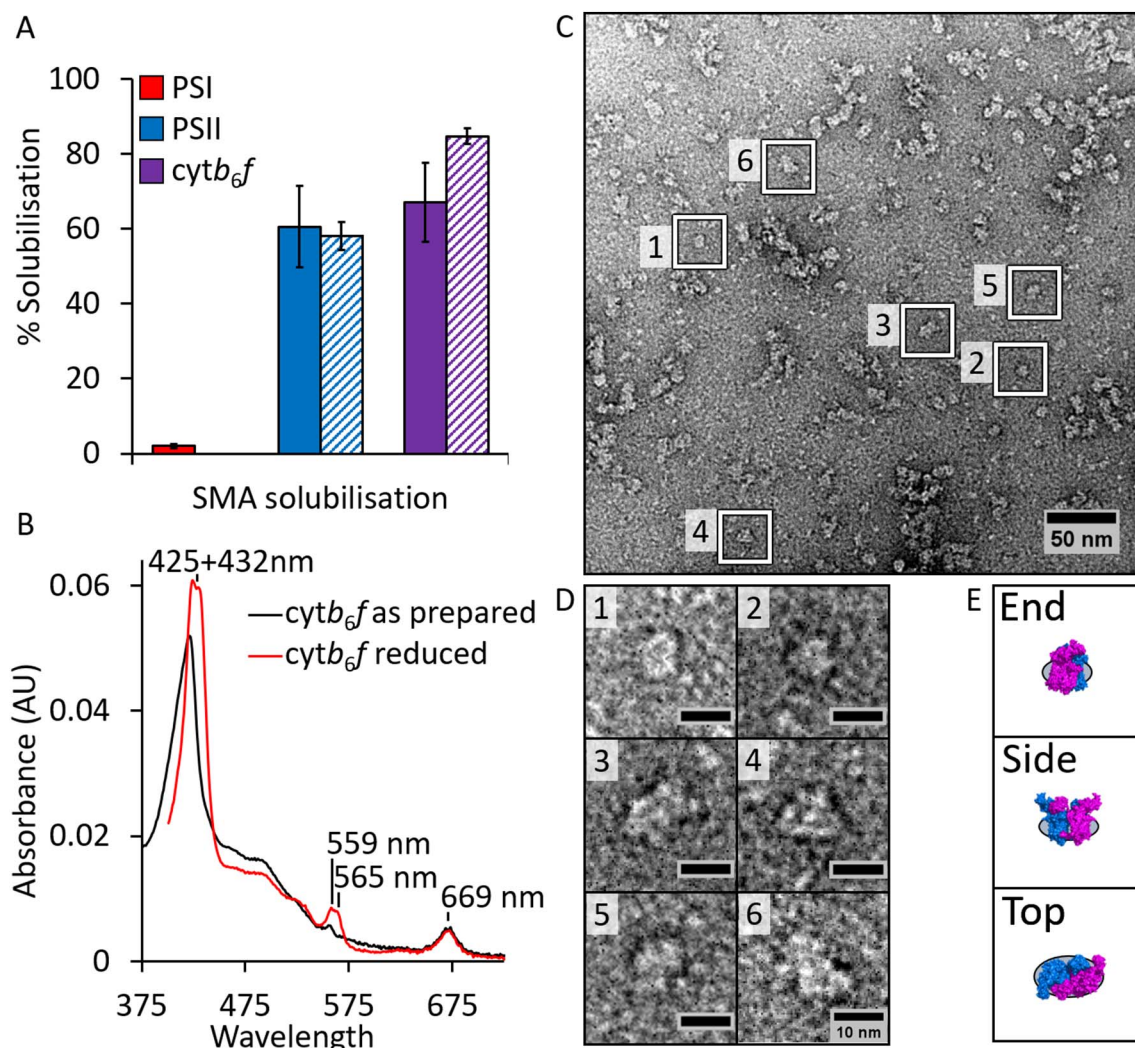 A
100
80
60
40
20
0
% Solubilisation
PSI
PSII
cytb₆f
SMA solubilisation
B
425+432nm
cytb₆f as prepared
cytb₆f reduced
559 nm
565 nm
669 nm
0.06
0.04
0.02
0
Absorbance (AU)
375
475
575
675
Wavelength
C
6
1
5
3
2
4
50 nm
D
1
2
3
4
5
6
10 nm
E
End
Side
Top